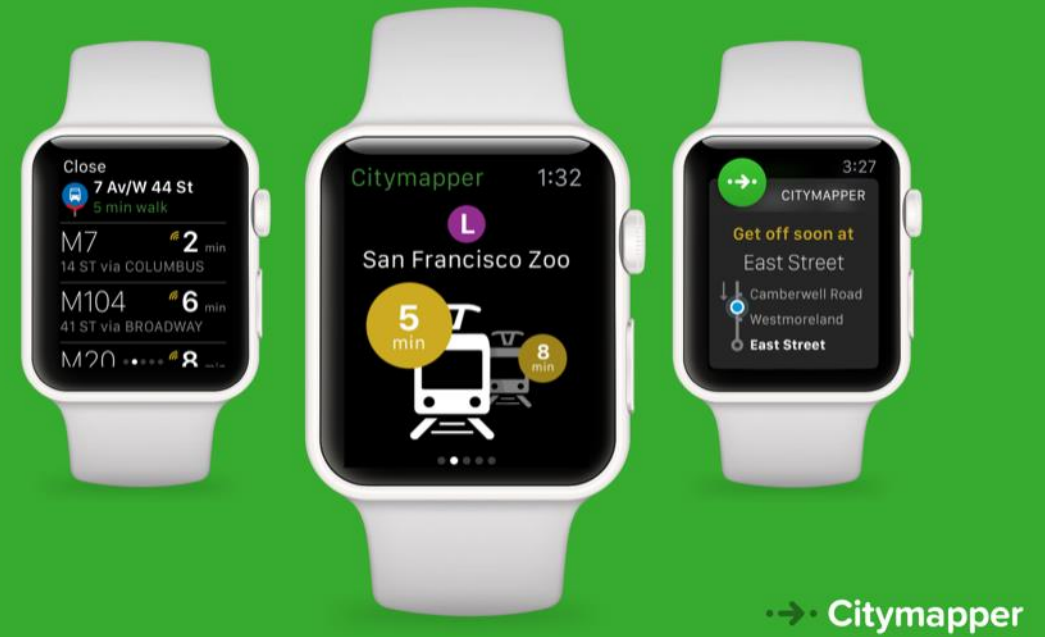 Close
7 Av/W 44 St
5 min walk
M7 2 min
14 ST via COLUMBUS
M104 6 min
41 ST via BROADWAY
M20 8 min
Citymapper 1:32
L
San Francisco Zoo
5
min
8
min
3:27
CITYMAPPER
Get off soon at
East Street
Camberwell Road
Westmoreland
East Street
Citymapper